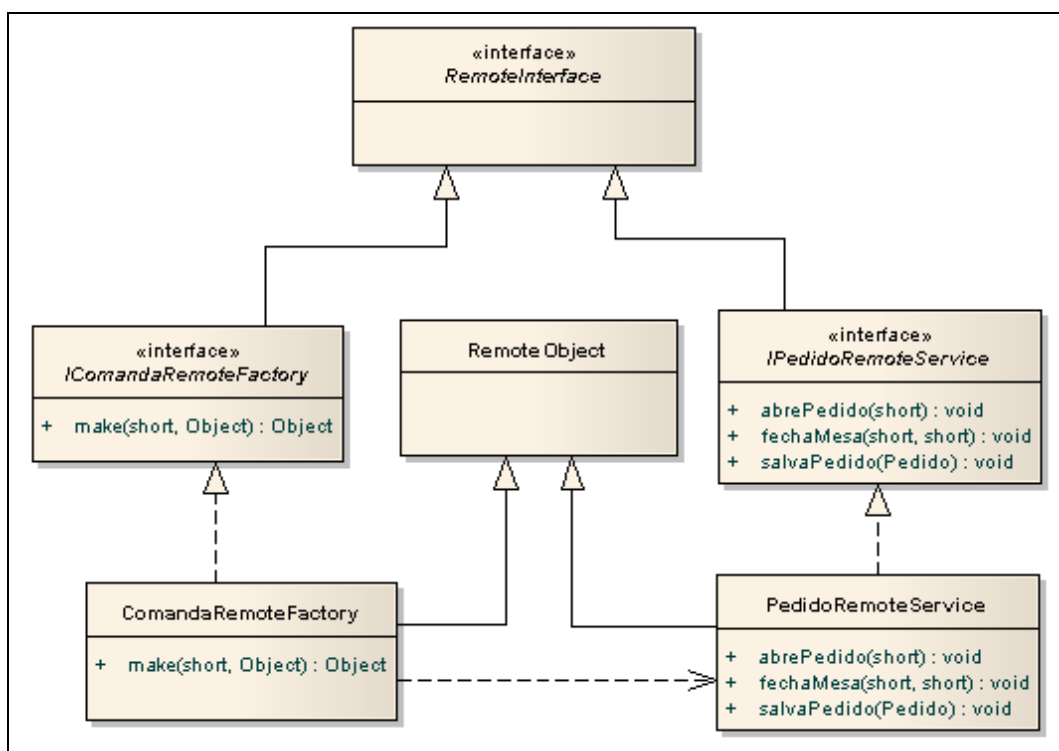 «interface»
RemoteInterface
«interface»
IComandaRemoteFactory
+ make(short, Object) : Object
Remote Object
«interface»
IPedidoRemoteService
+ abrePedido(short) : void
+ fechaMesa(short, short) : void
+ salvaPedido(Pedido) : void
ComandaRemoteFactory
+ make(short, Object) : Object
PedidoRemoteService
+ abrePedido(short) : void
+ fechaMesa(short, short) : void
+ salvaPedido(Pedido) : void